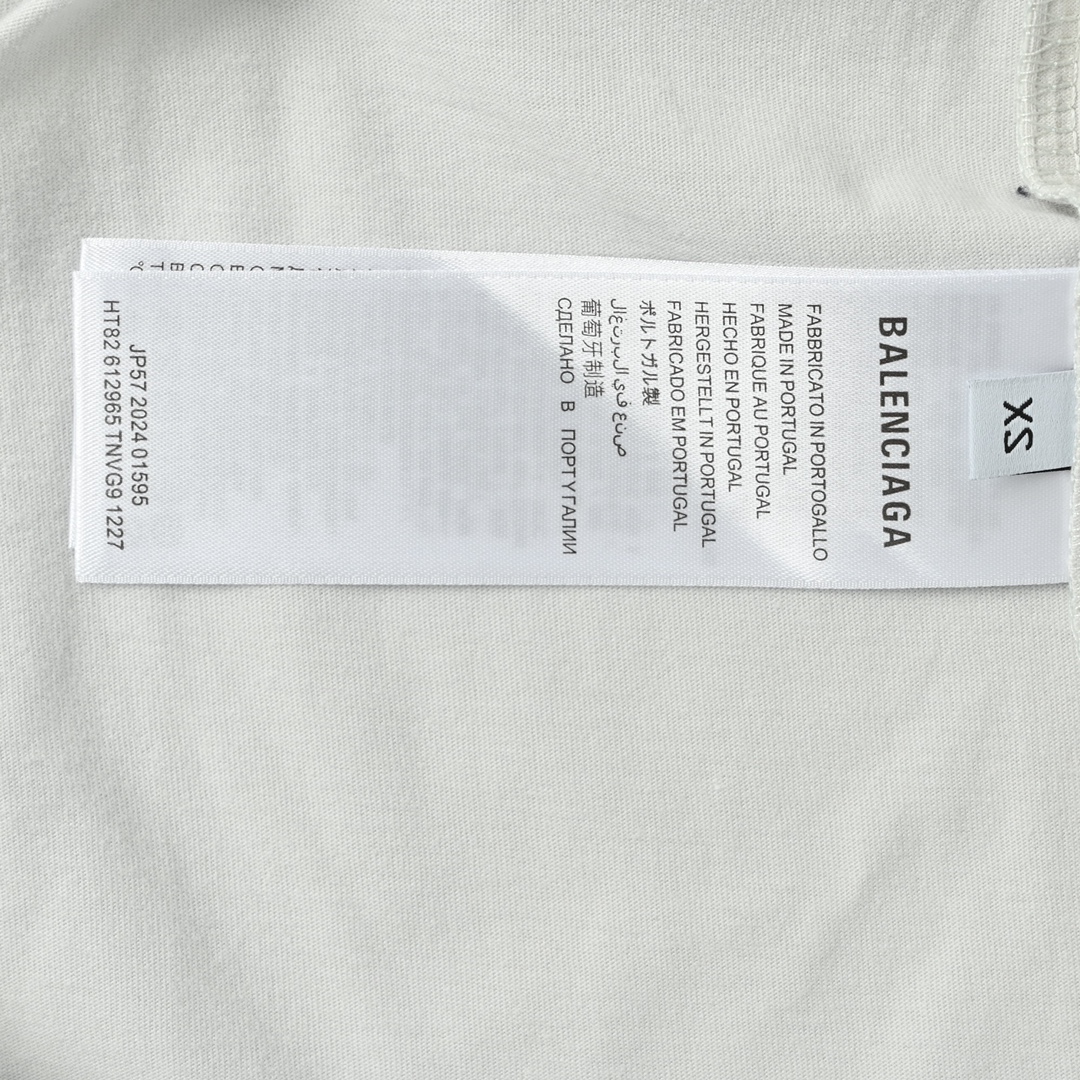 XS
BALENCIAGA
FABBRICATO IN PORTOGALLO
MADE IN PORTUGAL
FABRIQUE AU PORTUGAL
HECHO EN PORTUGAL
HERGESTELLT IN PORTUGAL
FABRICADO EM PORTUGAL
ポルトガル製
صنع في البرتغال
葡萄牙制造
СДЕЛАНО В ПОРТУГАЛИИ
JP57 2024 01595
HT82 612965 TNVG9 1227